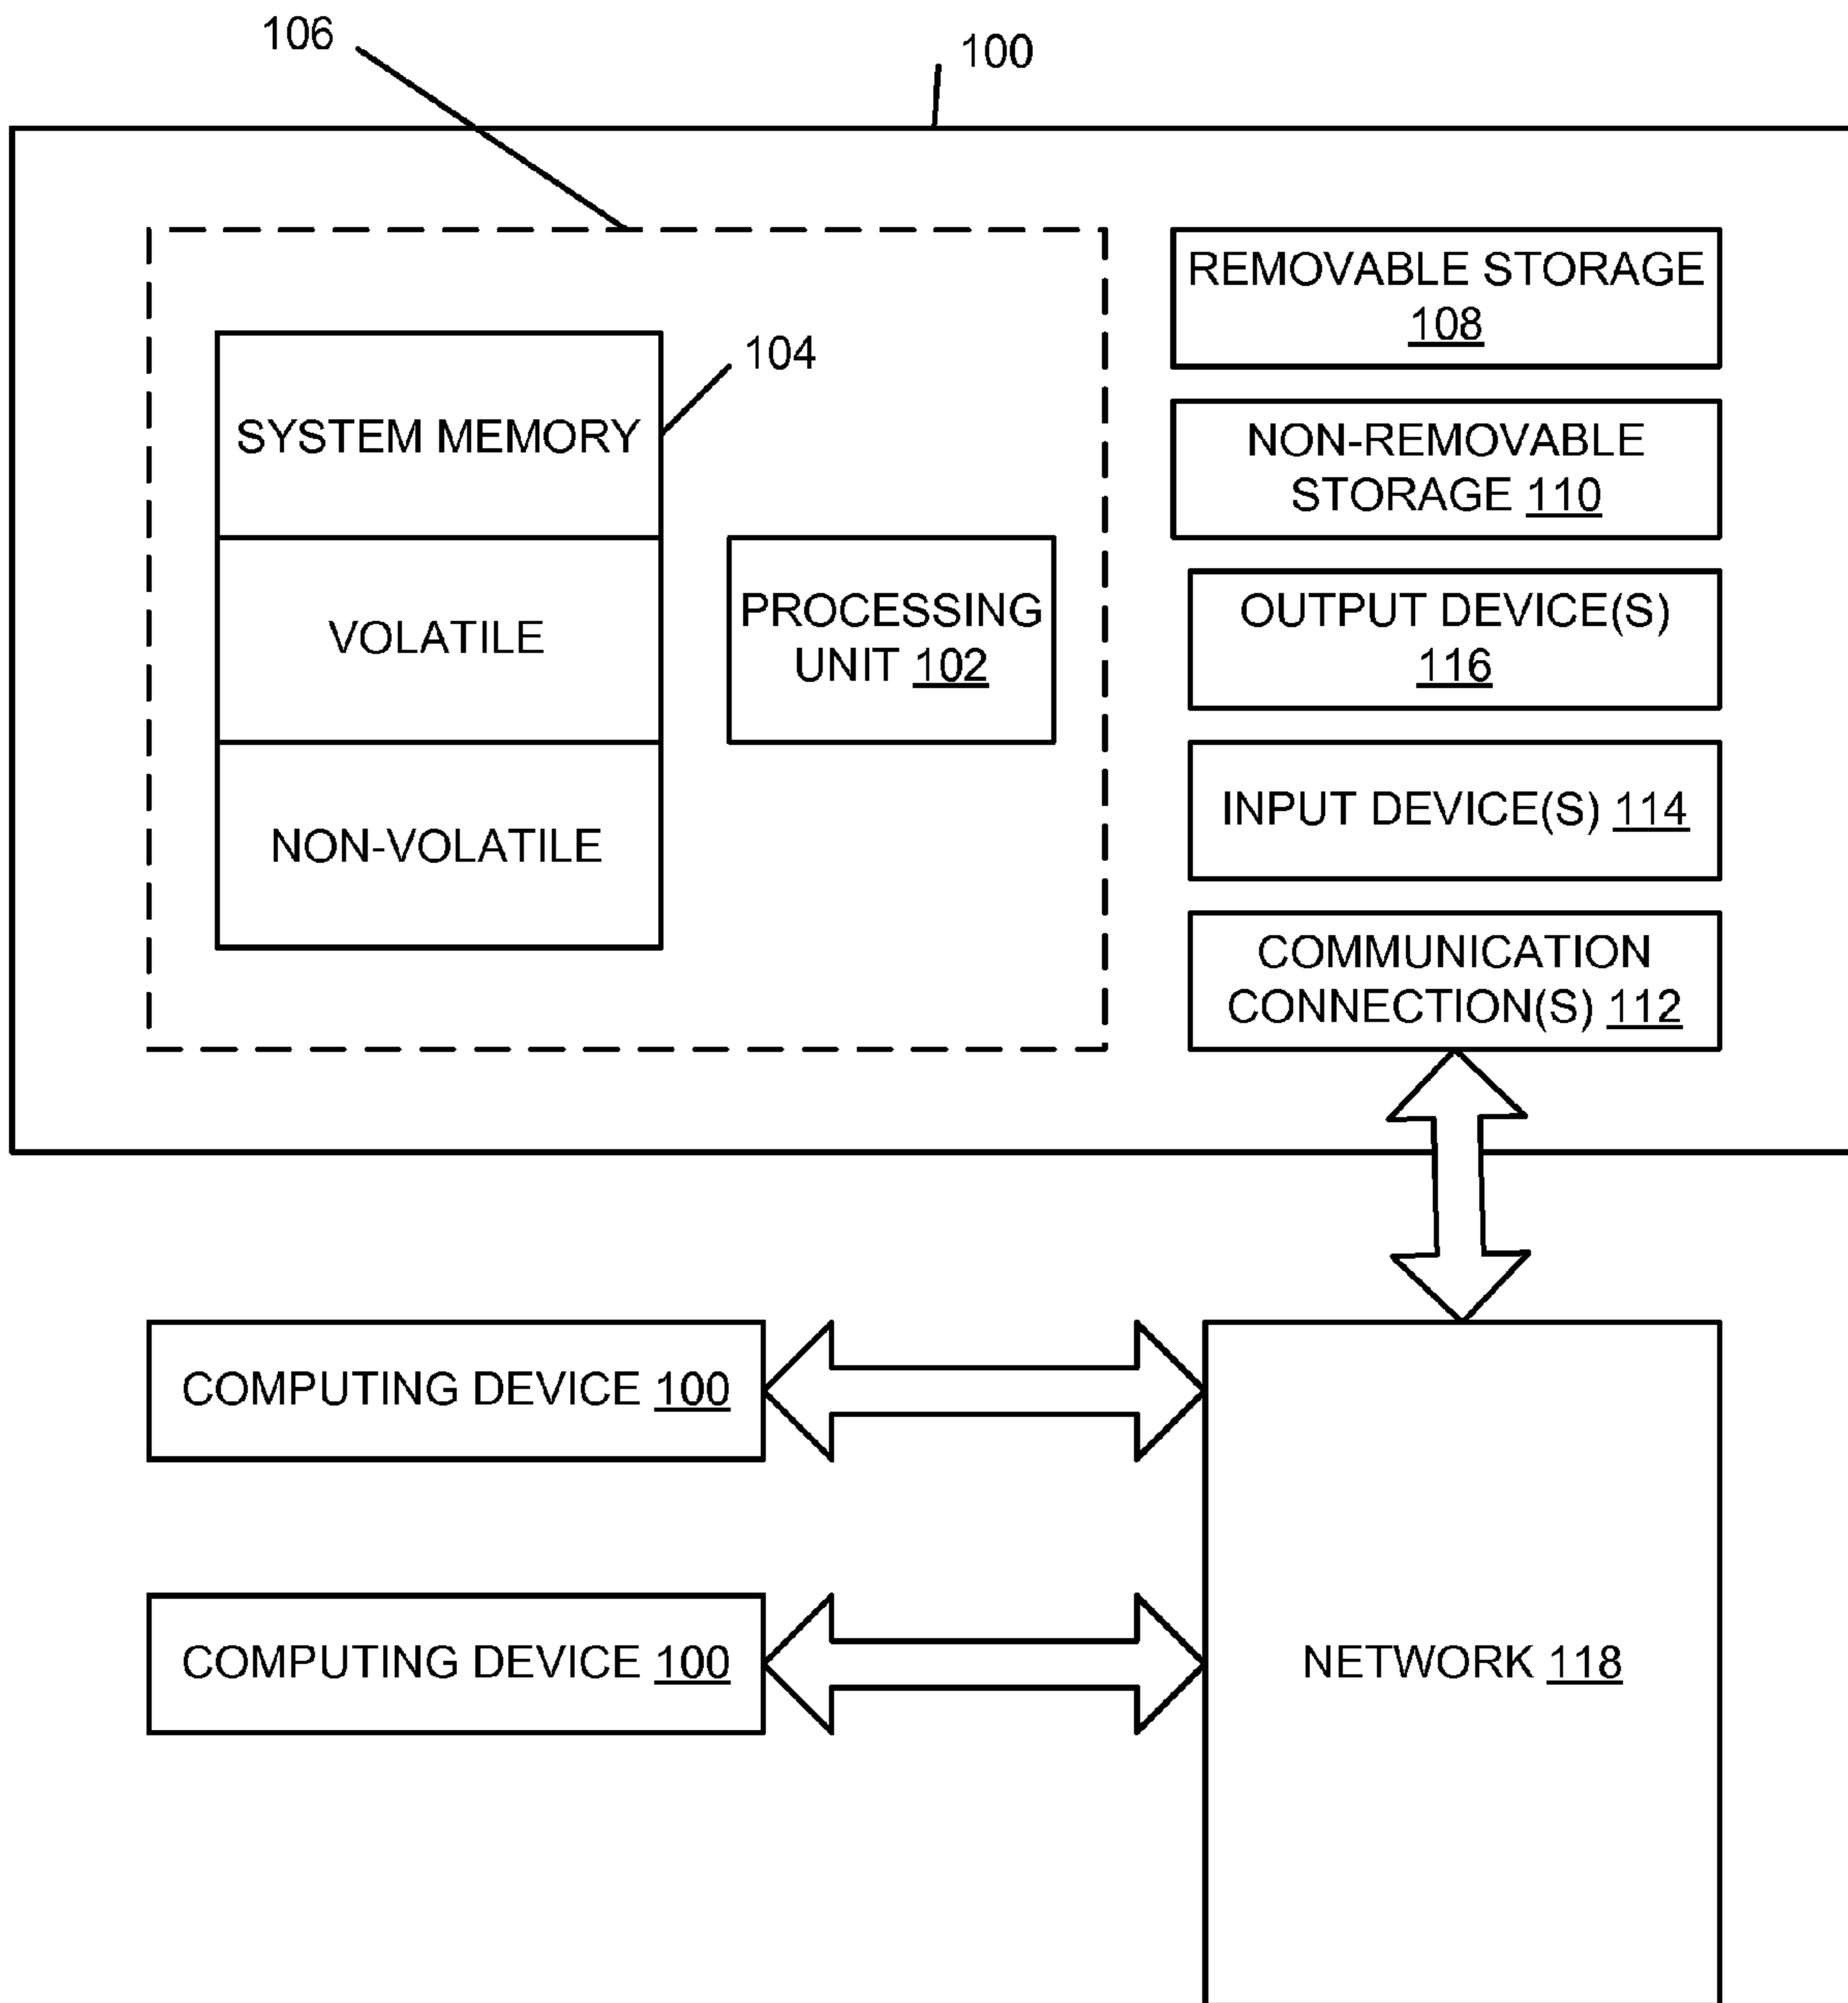 106
100
REMOVABLE STORAGE
108
104
SYSTEM MEMORY
NON-REMOVABLE
STORAGE 110
VOLATILE
PROCESSING
UNIT 102
OUTPUT DEVICE(S)
116
NON-VOLATILE
INPUT DEVICE(S) 114
COMMUNICATION
CONNECTION(S) 112
COMPUTING DEVICE 100
COMPUTING DEVICE 100
NETWORK 118